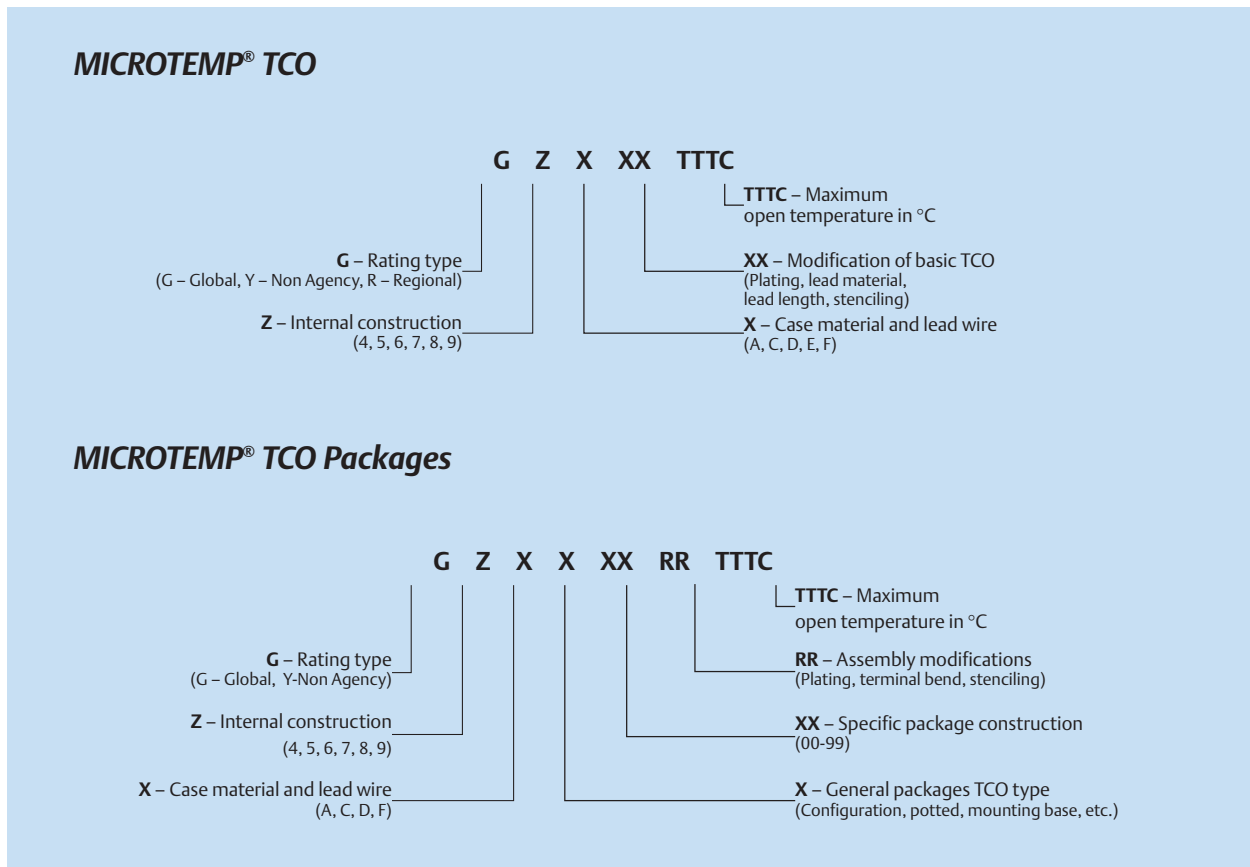 MICROTEMP® TCO
G Z X XX TTTC
TTTC – Maximum
open temperature in °C
G – Rating type
(G – Global, Y – Non Agency, R – Regional)
XX – Modification of basic TCO
(Plating, lead material,
lead length, stenciling)
Z – Internal construction
(4, 5, 6, 7, 8, 9)
X – Case material and lead wire
(A, C, D, E, F)
MICROTEMP® TCO Packages
G Z X X XX RR TTTC
TTTC – Maximum
open temperature in °C
G – Rating type
(G – Global, Y-Non Agency)
RR – Assembly modifications
(Plating, terminal bend, stenciling)
Z – Internal construction
(4, 5, 6, 7, 8, 9)
XX – Specific package construction
(00-99)
X – Case material and lead wire
(A, C, D, F)
X – General packages TCO type
(Configuration, potted, mounting base, etc.)